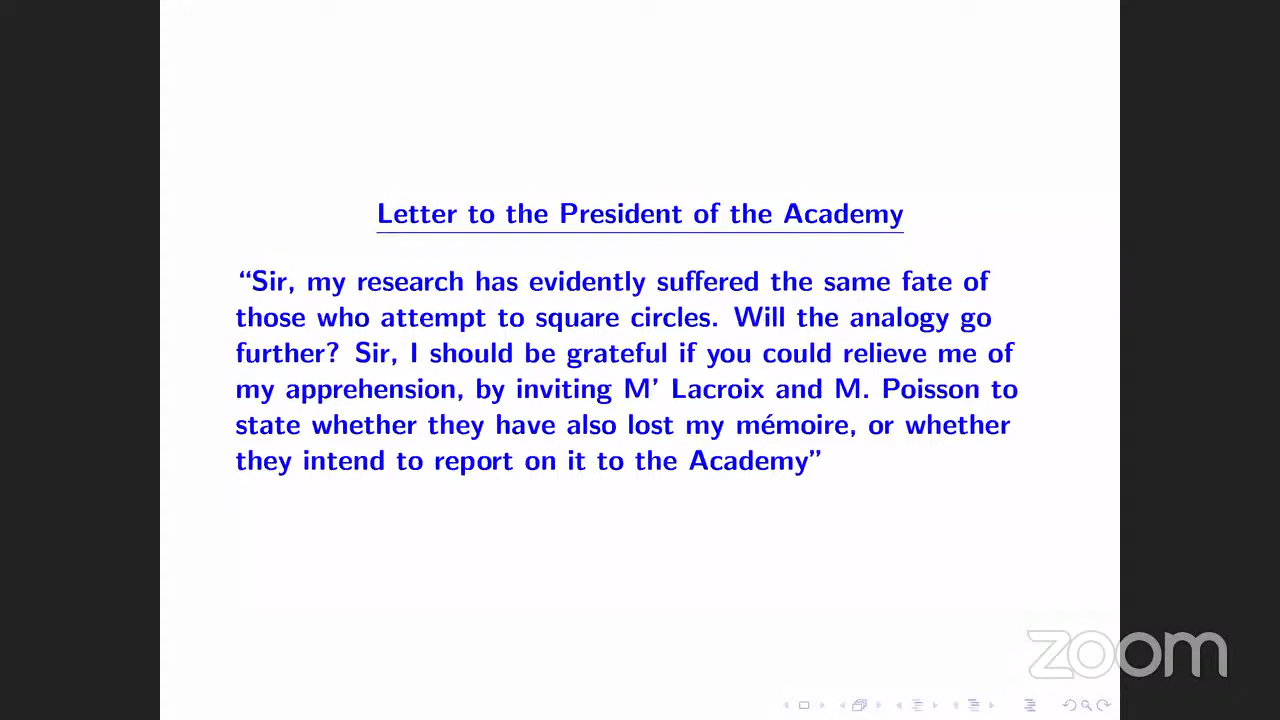 Letter to the President of the Academy
“Sir, my research has evidently suffered the same fate of
those who attempt to square circles. Will the analogy go
further? Sir, I should be grateful if you could relieve me of
my apprehension, by inviting M’ Lacroix and M. Poisson to
state whether they have also lost my mémoire, or whether
they intend to report on it to the Academy”
zoom